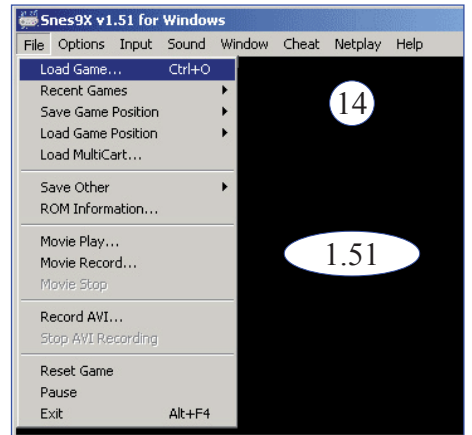 Snes9X v1.51 for Windows
File Options Input Sound Window Cheat Netplay Help
Load Game... Ctrl+O
Recent Games
Save Game Position
Load Game Position
Load MultiCart...
Save Other
ROM Information...
Movie Play...
Movie Record...
Movie Stop
Record AVI...
Stop AVI Recording
Reset Game
Pause
Exit Alt+F4
14
1.51